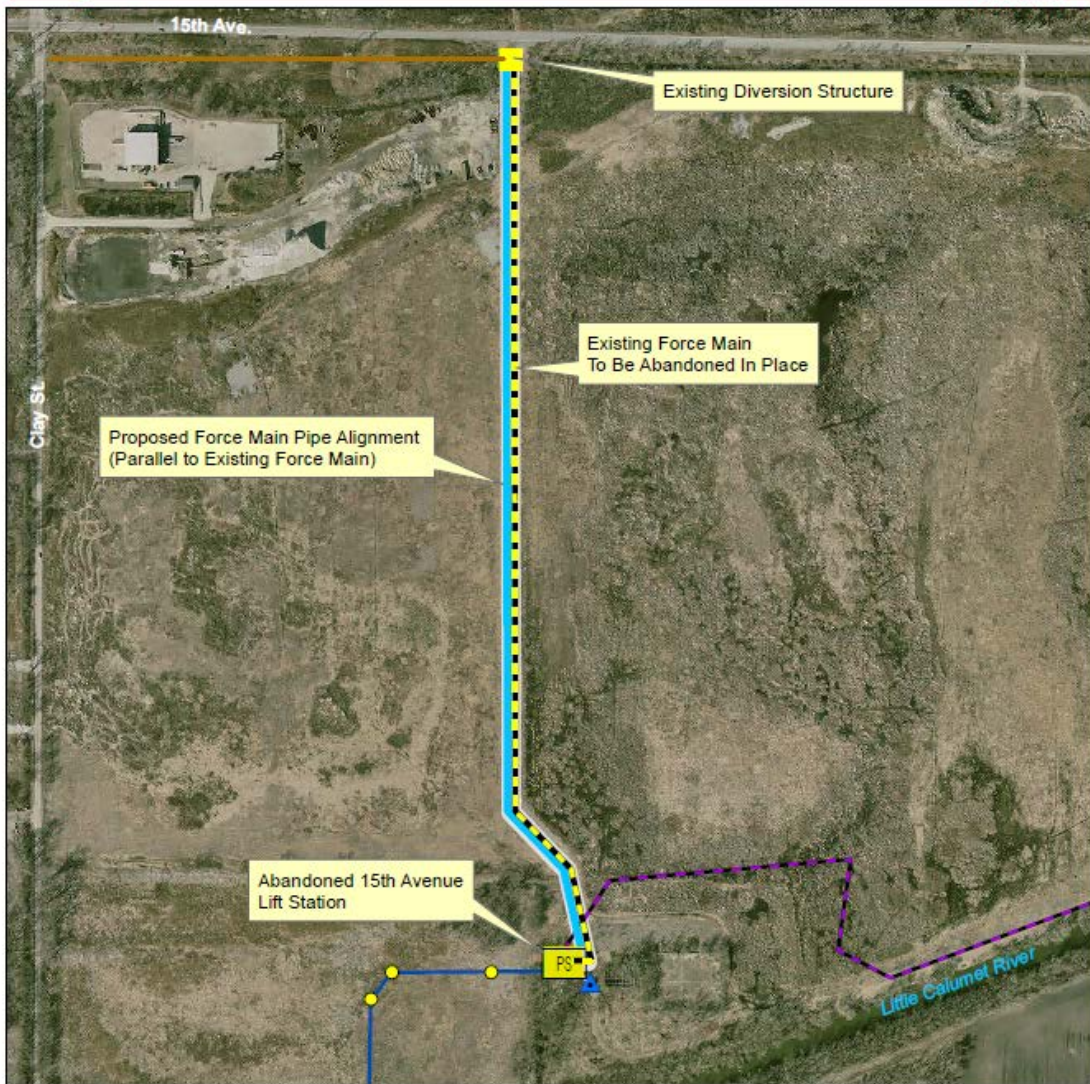 15th Ave.
Existing Diversion Structure
Existing Force Main
To Be Abandoned In Place
Clay St.
Proposed Force Main Pipe Alignment
(Parallel to Existing Force Main)
Abandoned 15th Avenue
Lift Station
PS
Little Calumet River